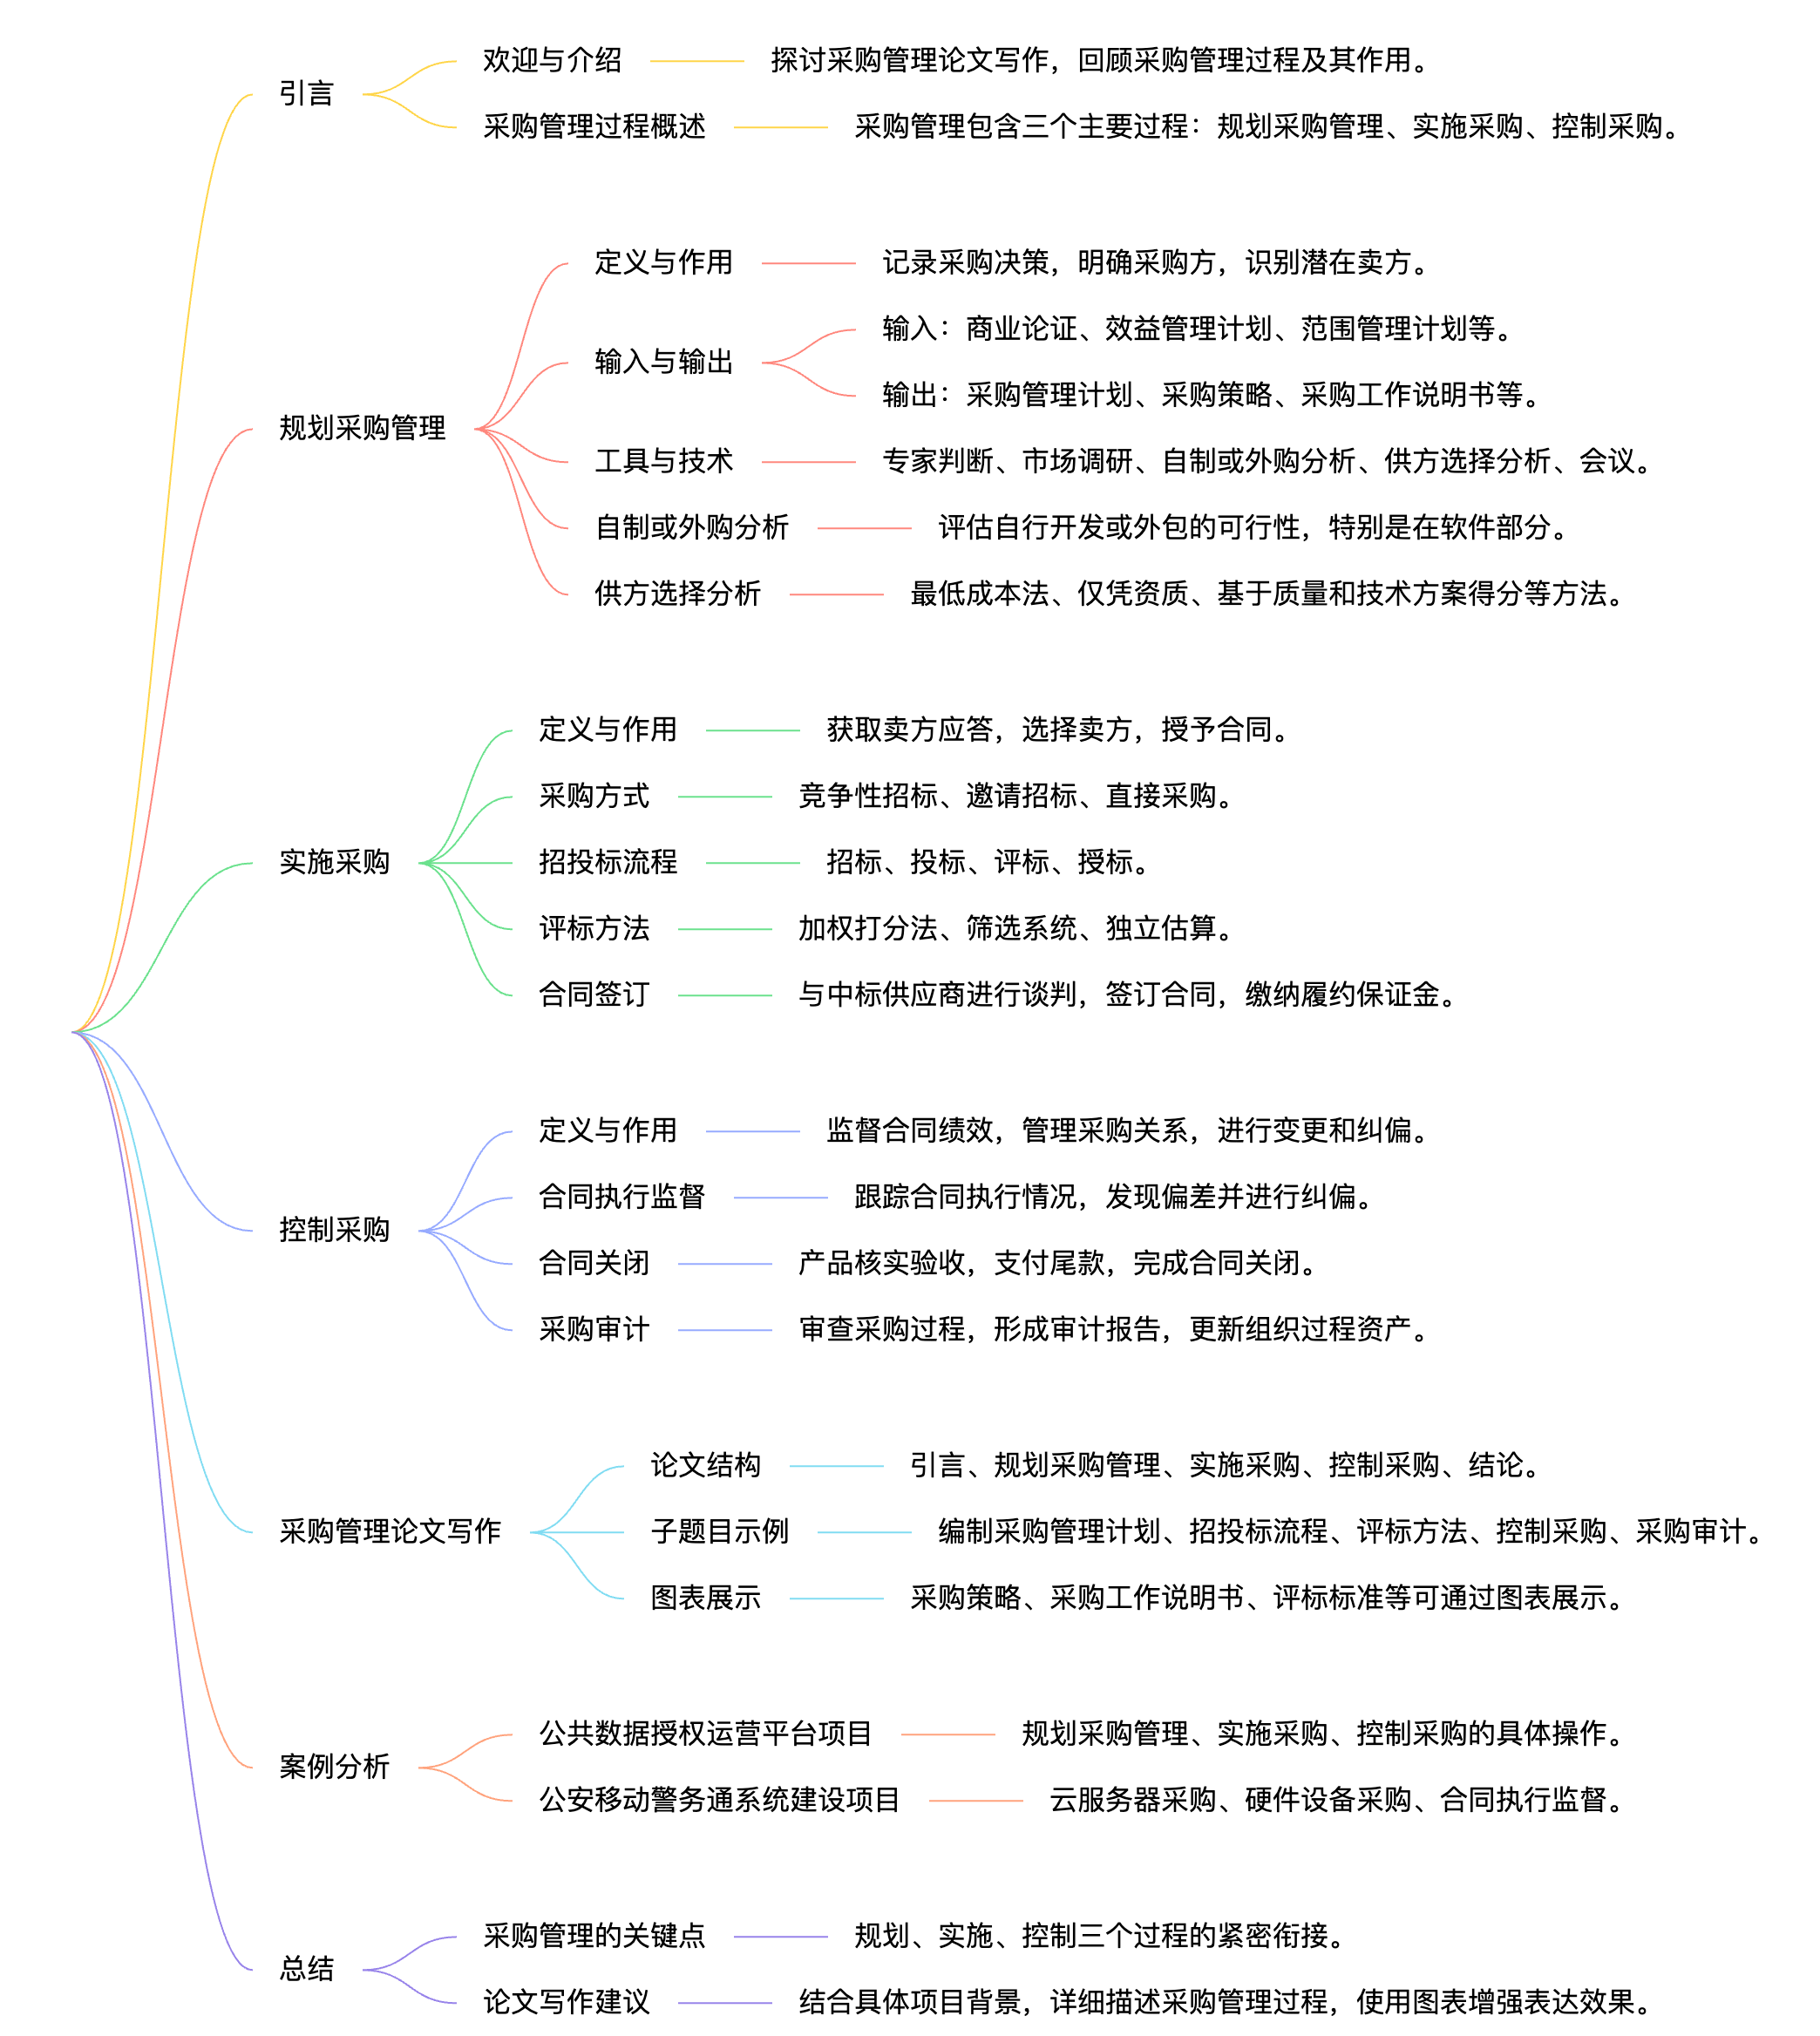 引言
欢迎与介绍
探讨采购管理论文写作，回顾采购管理过程及其作用。
采购管理过程概述
采购管理包含三个主要过程：规划采购管理、实施采购、控制采购。
规划采购管理
定义与作用
记录采购决策，明确采购方，识别潜在卖方。
输入与输出
输入：商业论证、效益管理计划、范围管理计划等。
输出：采购管理计划、采购策略、采购工作说明书等。
工具与技术
专家判断、市场调研、自制或外购分析、供方选择分析、会议。
自制或外购分析
评估自行开发或外包的可行性，特别是在软件部分。
供方选择分析
最低成本法、仅凭资质、基于质量和技术方案得分等方法。
实施采购
定义与作用
获取卖方应答，选择卖方，授予合同。
采购方式
竞争性招标、邀请招标、直接采购。
招投标流程
招标、投标、评标、授标。
评标方法
加权打分法、筛选系统、独立估算。
合同签订
与中标供应商进行谈判，签订合同，缴纳履约保证金。
控制采购
定义与作用
监督合同绩效，管理采购关系，进行变更和纠偏。
合同执行监督
跟踪合同执行情况，发现偏差并进行纠偏。
合同关闭
产品核实验收，支付尾款，完成合同关闭。
采购审计
审查采购过程，形成审计报告，更新组织过程资产。
采购管理论文写作
论文结构
引言、规划采购管理、实施采购、控制采购、结论。
子题目示例
编制采购管理计划、招投标流程、评标方法、控制采购、采购审计。
图表展示
采购策略、采购工作说明书、评标标准等可通过图表展示。
案例分析
公共数据授权运营平台项目
规划采购管理、实施采购、控制采购的具体操作。
公安移动警务通系统建设项目
云服务器采购、硬件设备采购、合同执行监督。
总结
采购管理的关键点
规划、实施、控制三个过程的紧密衔接。
论文写作建议
结合具体项目背景，详细描述采购管理过程，使用图表增强表达效果。